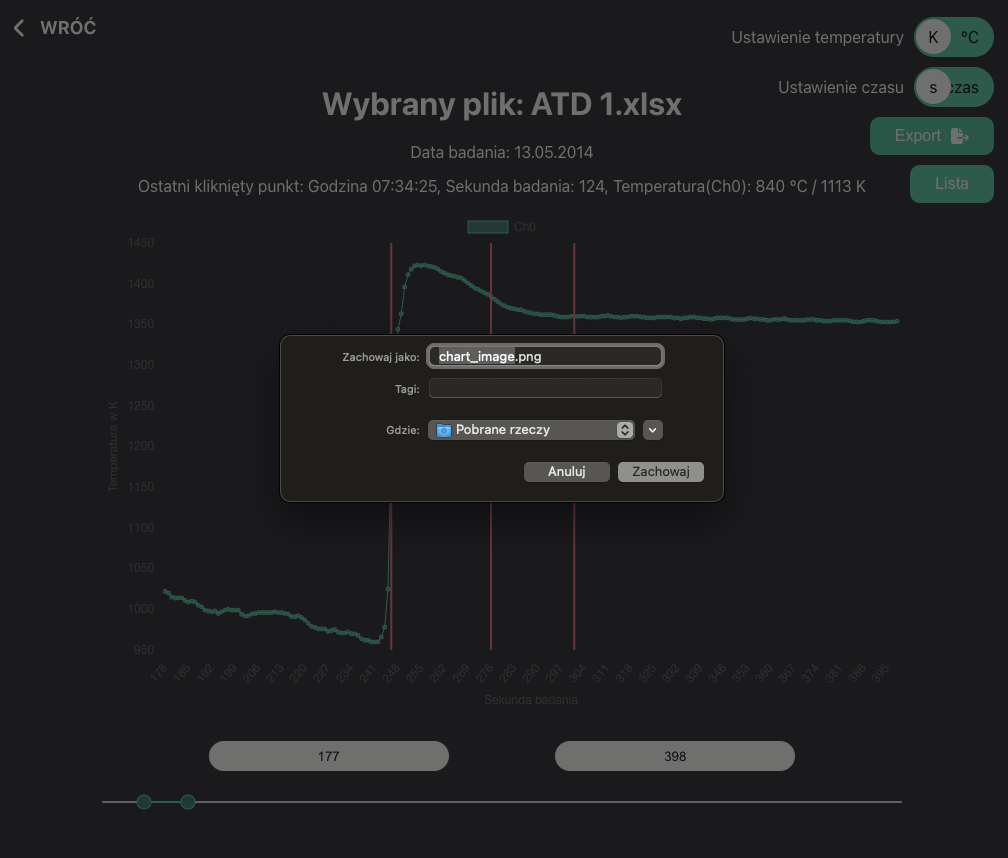 WRÓĆ
Ustawienie temperatury K °C
Ustawienie czasu s czas
Wybrany plik: ATD 1.xlsx
Export
Data badania: 13.05.2014
Ostatni kliknięty punkt: Godzina 07:34:25, Sekunda badania: 124, Temperatura(Ch0): 840 °C / 1113 K
Lista
Ch0
1450
1400
1350
1300
1250
1200
1150
1100
1050
1000
950
Temperatura w K
Zachowaj jako: chart_image.png
Tagi:
Gdzie: Pobrane rzeczy
Anuluj Zachowaj
178 185 192 199 206 213 220 227 234 241 248 255 262 269 276 283 290 297 304 311 318 325 332 339 346 353 360 367 374 381 388 395
Sekunda badania
177 398